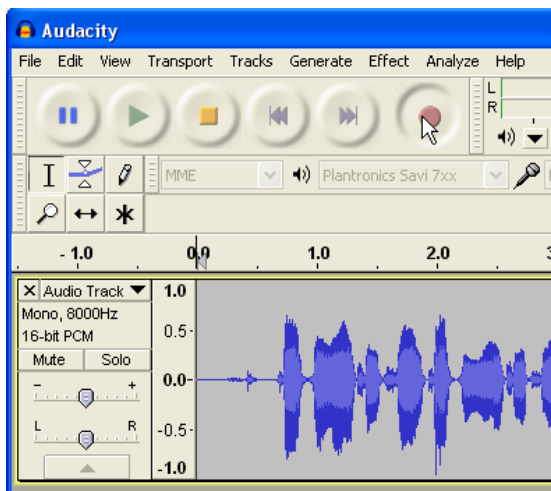 Audacity
File Edit View Transport Tracks Generate Effect Analyze Help
L
R
MME Plantronics Savi 7xx
- 1.0 0.0 1.0 2.0 3
Audio Track 1.0
Mono, 8000Hz
16-bit PCM 0.5
Mute Solo
- + 0.0
L R -0.5
-1.0